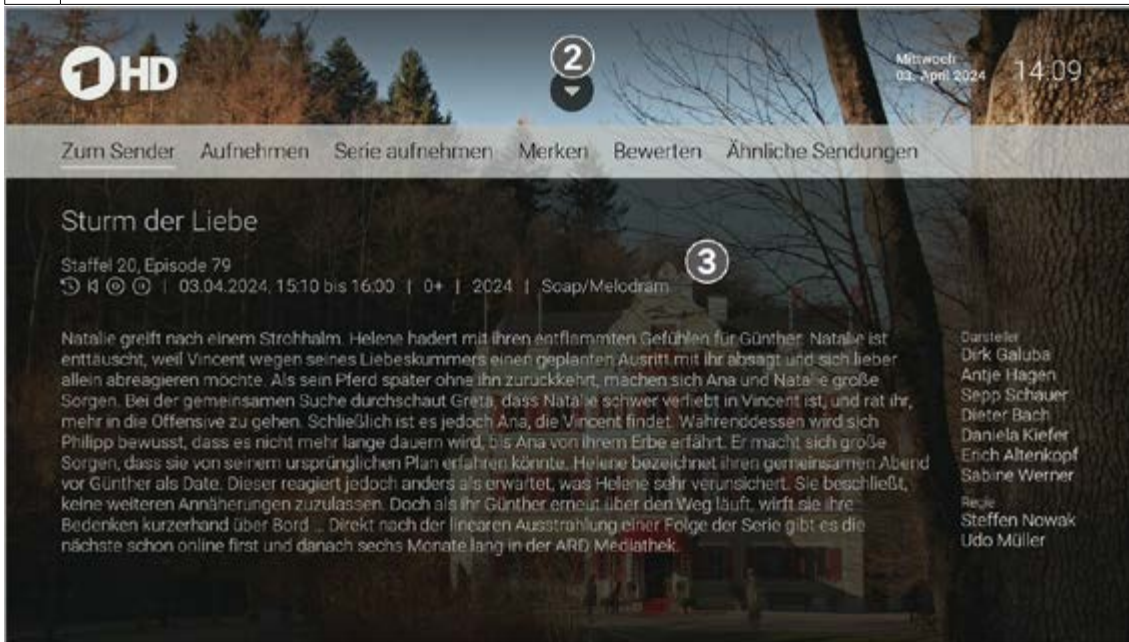 1 HD
2
Mittwoch
03. April 2024
14:09
Zum Sender Aufnehmen Serie aufnehmen Merken Bewerten Ähnliche Sendungen
Sturm der Liebe
Staffel 20, Episode 79
3
03.04.2024, 15:10 bis 16:00 | 0+ | 2024 | Soap/Melodram
Natalie greift nach einem Strohhalm. Helene hadert mit ihren entflammten Gefühlen für Günther. Natalie ist
enttäuscht, weil Vincent wegen seines Liebeskummers einen geplanten Ausritt mit ihr absagt und sich lieber
allein abreagieren möchte. Als sein Pferd später ohne ihn zurückkehrt, machen sich Ana und Natalie große
Sorgen. Bei der gemeinsamen Suche durchschaut Greta, dass Natalie schwer verliebt in Vincent ist, und rät ihr,
mehr in die Offensive zu gehen. Schließlich ist es jedoch Ana, die Vincent findet. Währenddessen wird sich
Philipp bewusst, dass es nicht mehr lange dauern wird, bis Ana von ihrem Erbe erfährt. Er macht sich große
Sorgen, dass sie von seinem ursprünglichen Plan erfahren könnte. Helene bezeichnet ihren gemeinsamen Abend
vor Günther als Date. Dieser reagiert jedoch anders als erwartet, was Helene sehr verunsichert. Sie beschließt,
keine weiteren Annäherungen zuzulassen. Doch als ihr Günther erneut über den Weg läuft, wirft sie ihre
Bedenken kurzerhand über Bord ... Direkt nach der linearen Ausstrahlung einer Folge der Serie gibt es die
nächste schon online first und danach sechs Monate lang in der ARD Mediathek.
Darsteller
Dirk Galuba
Antje Hagen
Sepp Schauer
Dieter Bach
Daniela Kiefer
Erich Altenkopf
Sabine Werner
Regie
Steffen Nowak
Udo Müller